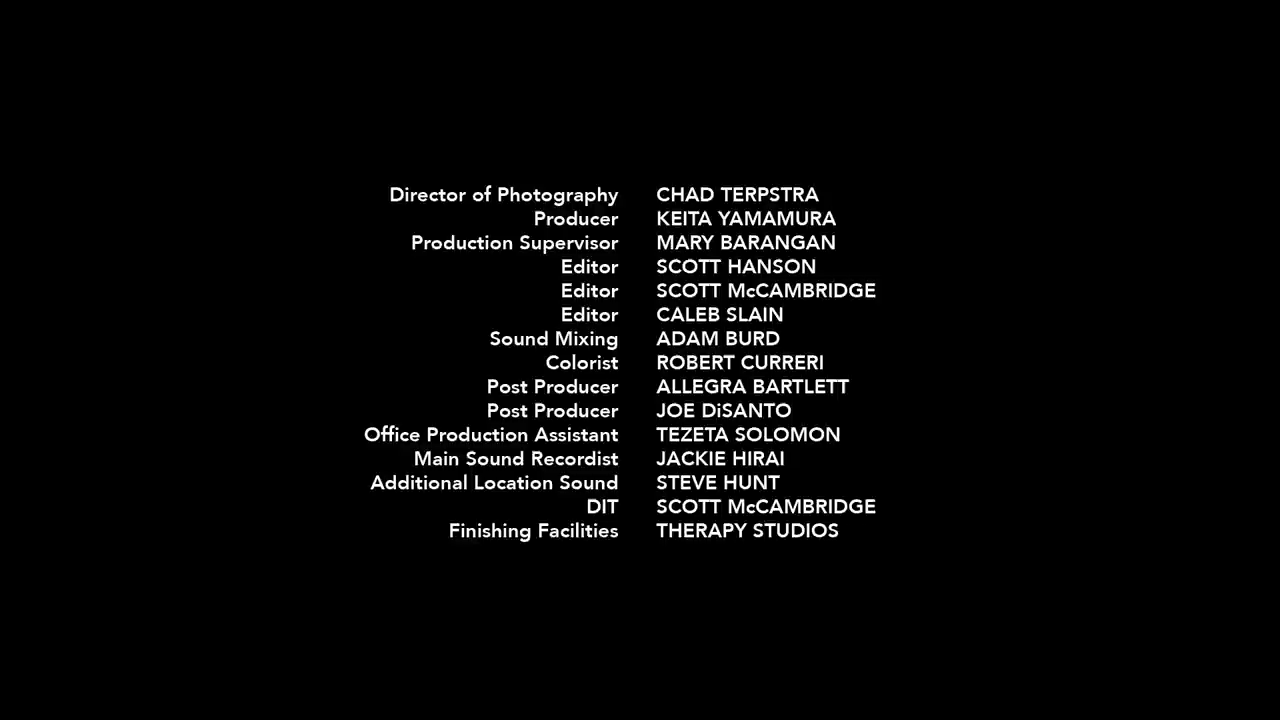 Director of Photography CHAD TERPSTRA
Producer KEITA YAMAMURA
Production Supervisor MARY BARANGAN
Editor SCOTT HANSON
Editor SCOTT McCAMBRIDGE
Editor CALEB SLAIN
Sound Mixing ADAM BURD
Colorist ROBERT CURRERI
Post Producer ALLEGRA BARTLETT
Post Producer JOE DiSANTO
Office Production Assistant TEZETA SOLOMON
Main Sound Recordist JACKIE HIRAI
Additional Location Sound STEVE HUNT
DIT SCOTT McCAMBRIDGE
Finishing Facilities THERAPY STUDIOS